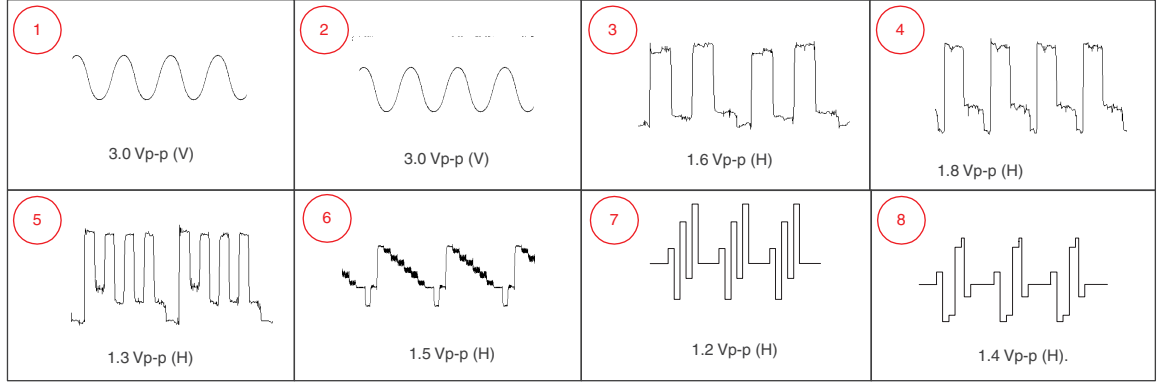 1
2
3
4
3.0 Vp-p (V)
3.0 Vp-p (V)
1.6 Vp-p (H)
1.8 Vp-p (H)
5
6
7
8
1.3 Vp-p (H)
1.5 Vp-p (H)
1.2 Vp-p (H)
1.4 Vp-p (H).